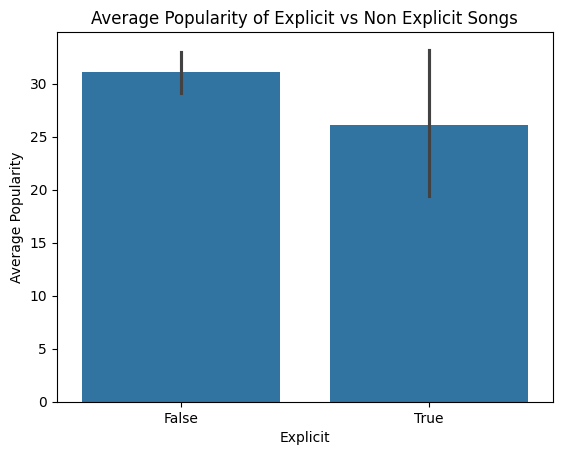 Average Popularity of Explicit vs Non Explicit Songs
Average Popularity
30
25
20
15
10
5
0
False
True
Explicit